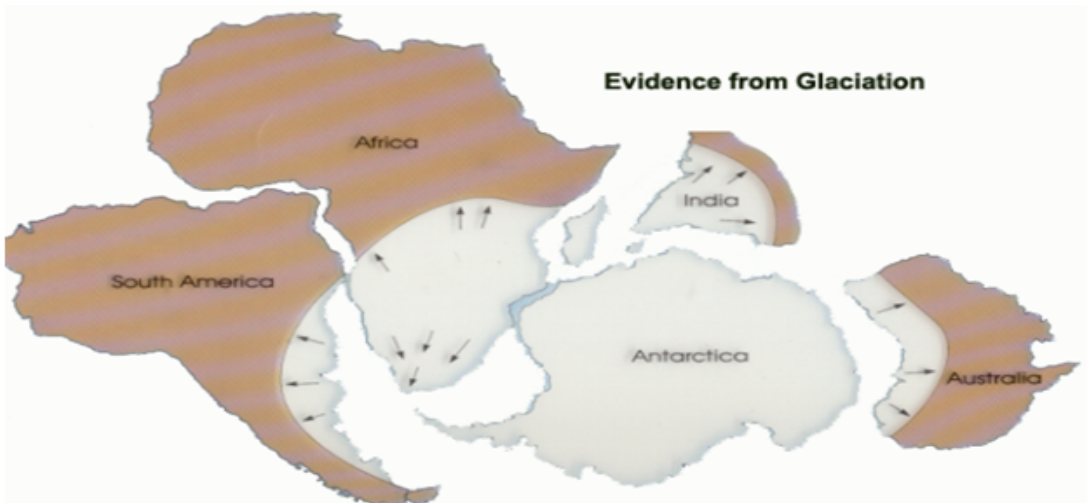 Evidence from Glaciation
Africa
India
South America
Antarctica
Australia